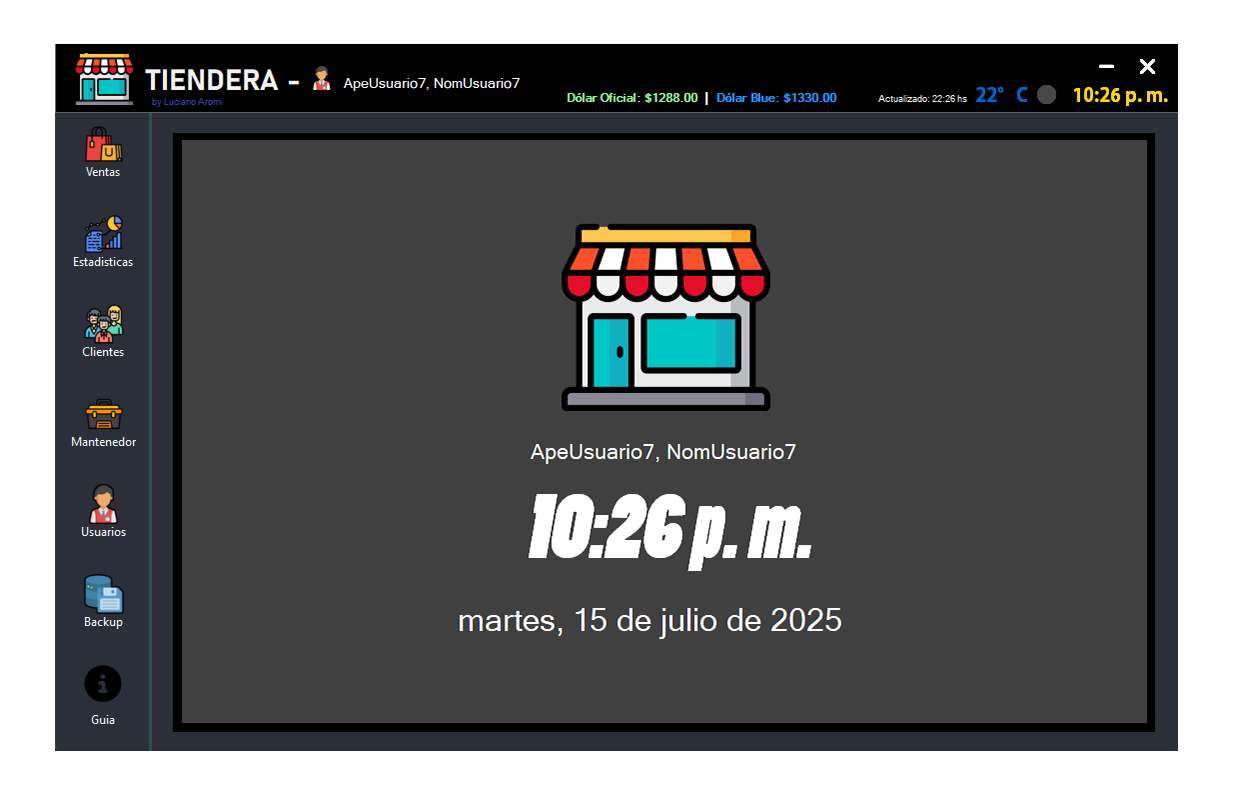 TIENDERA - ApeUsuario7, NomUsuario7
by Luciano Aromi
Dólar Oficial: $1288.00 | Dólar Blue: $1330.00
Actualizado: 22:26 hs 22° C 10:26 p. m.
Ventas
Estadisticas
Clientes
Mantenedor
Usuarios
Backup
Guia
ApeUsuario7, NomUsuario7
10:26 p. m.
martes, 15 de julio de 2025